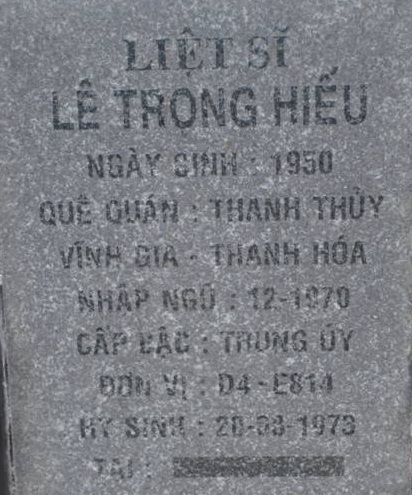 LIỆT SĨ
LÊ TRỌNG HIẾU
NGÀY SINH : 1950
QUÊ QUÁN : THANH THỦY
VĨNH GIA - THANH HÓA
NHẬP NGŨ : 12-1970
CẤP BẬC : TRUNG ÚY
ĐƠN VỊ : D4 - E814
HY SINH : 20-08-1973
TẠI :